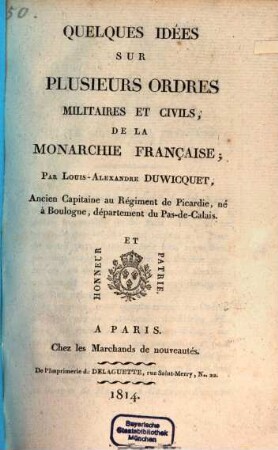 50
QUELQUES IDÉES
SUR
PLUSIEURS ORDRES
MILITAIRES ET CIVILS,
DE LA
MONARCHIE FRANÇAISE;
PAR LOUIS-ALEXANDRE DUWICQUET,
Ancien Capitaine au Régiment de Picardie, né
à Boulogne, département du Pas-de-Calais.
HONNEUR
ET
PATRIE.
A PARIS.
Chez les Marchands de nouveautés.
De l'Imprimerie de DELAGUETTE, rue Saint-Merry, N.º 22.
1814.
Bayerische
Staatsbibliothek
München